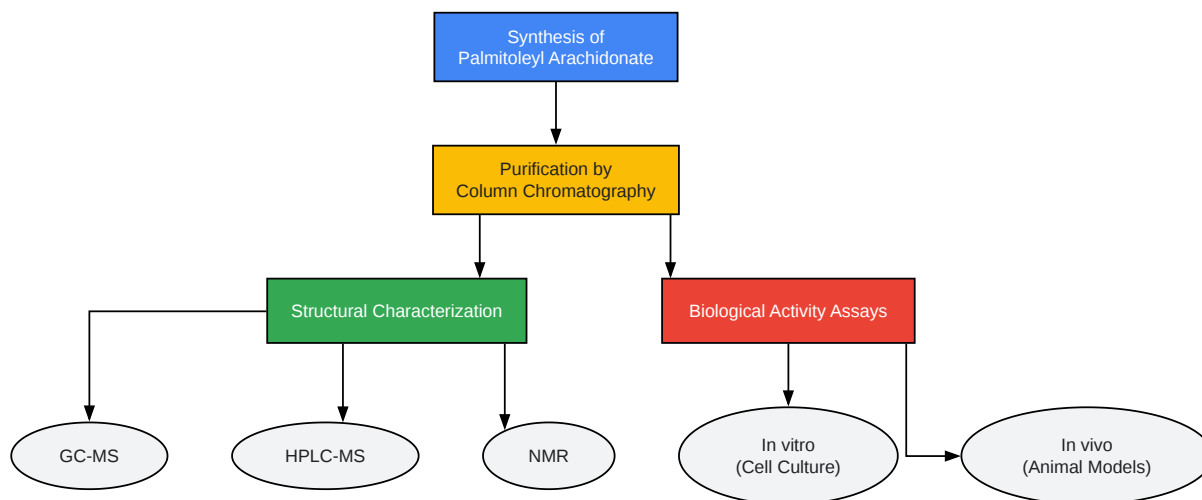 Synthesis of
Palmitoleyl Arachidonate
Purification by
Column Chromatography
Structural Characterization
Biological Activity Assays
GC-MS
HPLC-MS
NMR
In vitro
(Cell Culture)
In vivo
(Animal Models)